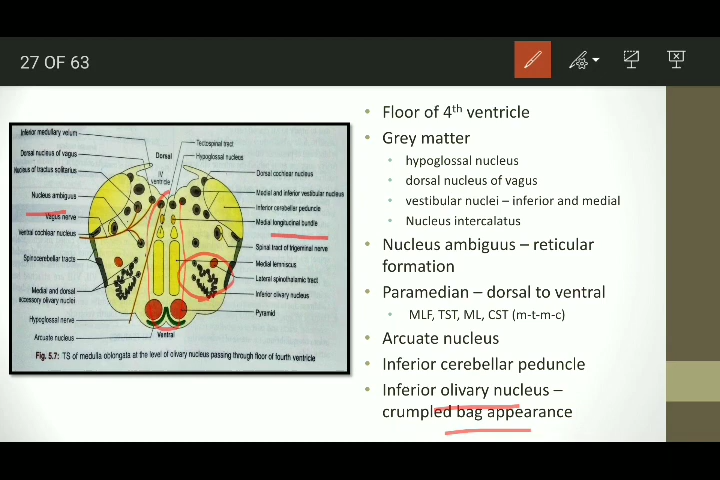 27 OF 63
Inferior medullary velum
Dorsal nucleus of vagus
Nucleus of tractus solitarius
Nucleus ambiguus
Vagus nerve
Ventral cochlear nucleus
Spinocerebellar tracts
Medial and dorsal
accessory olivary nuclei
Hypoglossal nerve
Arcuate nucleus
Dorsal
IV
ventricle
Ventral
Tectospinal tract
Hypoglossal nucleus
Dorsal cochlear nucleus
Medial and inferior vestibular nucleus
Inferior cerebellar peduncle
Medial longitudinal bundle
Spinal tract of trigeminal nerve
Medial lemniscus
Lateral spinothalamic tract
Inferior olivary nucleus
Pyramid
Fig. 5.7: TS of medulla oblongata at the level of olivary nucleus passing through floor of fourth ventricle
• Floor of 4th ventricle
• Grey matter
• hypoglossal nucleus
• dorsal nucleus of vagus
• vestibular nuclei – inferior and medial
• Nucleus intercalatus
• Nucleus ambiguus – reticular
formation
• Paramedian – dorsal to ventral
• MLF, TST, ML, CST (m-t-m-c)
• Arcuate nucleus
• Inferior cerebellar peduncle
• Inferior olivary nucleus –
crumpled bag appearance